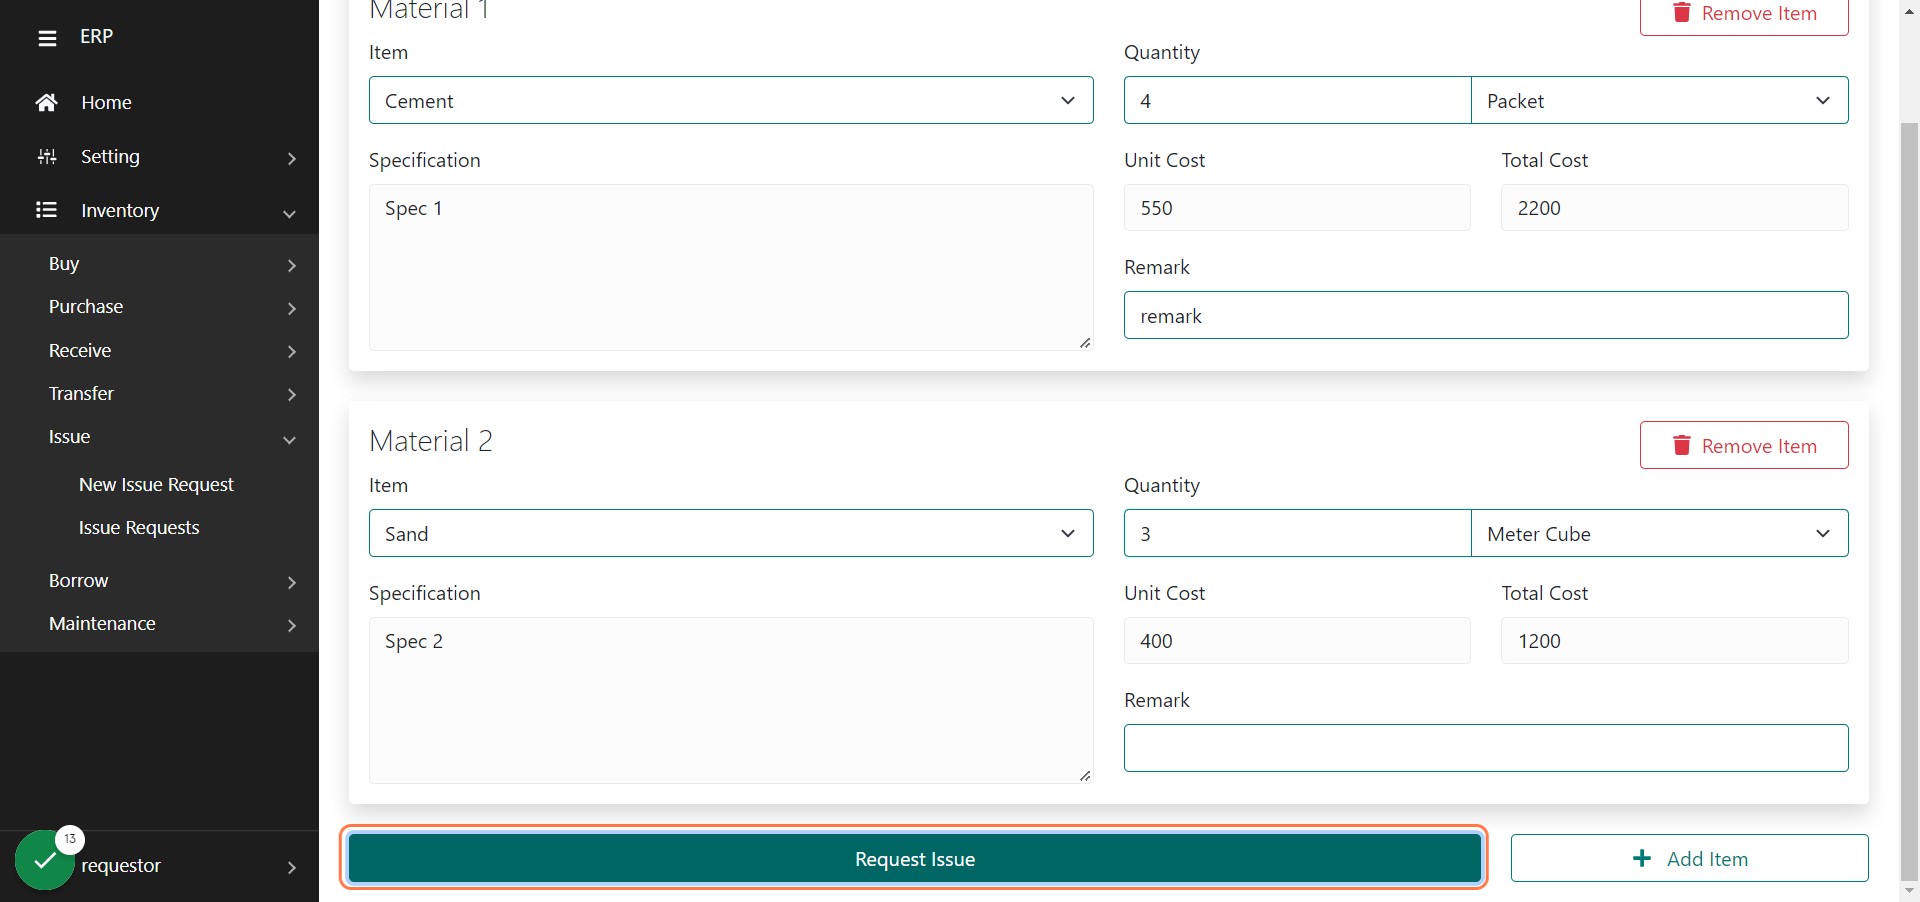 ERP
Home
Setting
Inventory
Buy
Purchase
Receive
Transfer
Issue
New Issue Request
Issue Requests
Borrow
Maintenance
13
requestor
Material 1
Remove Item
Item
Quantity
Cement
4
Packet
Specification
Unit Cost
Total Cost
Spec 1
550
2200
Remark
remark
Material 2
Remove Item
Item
Quantity
Sand
3
Meter Cube
Specification
Unit Cost
Total Cost
Spec 2
400
1200
Remark
Request Issue
Add Item